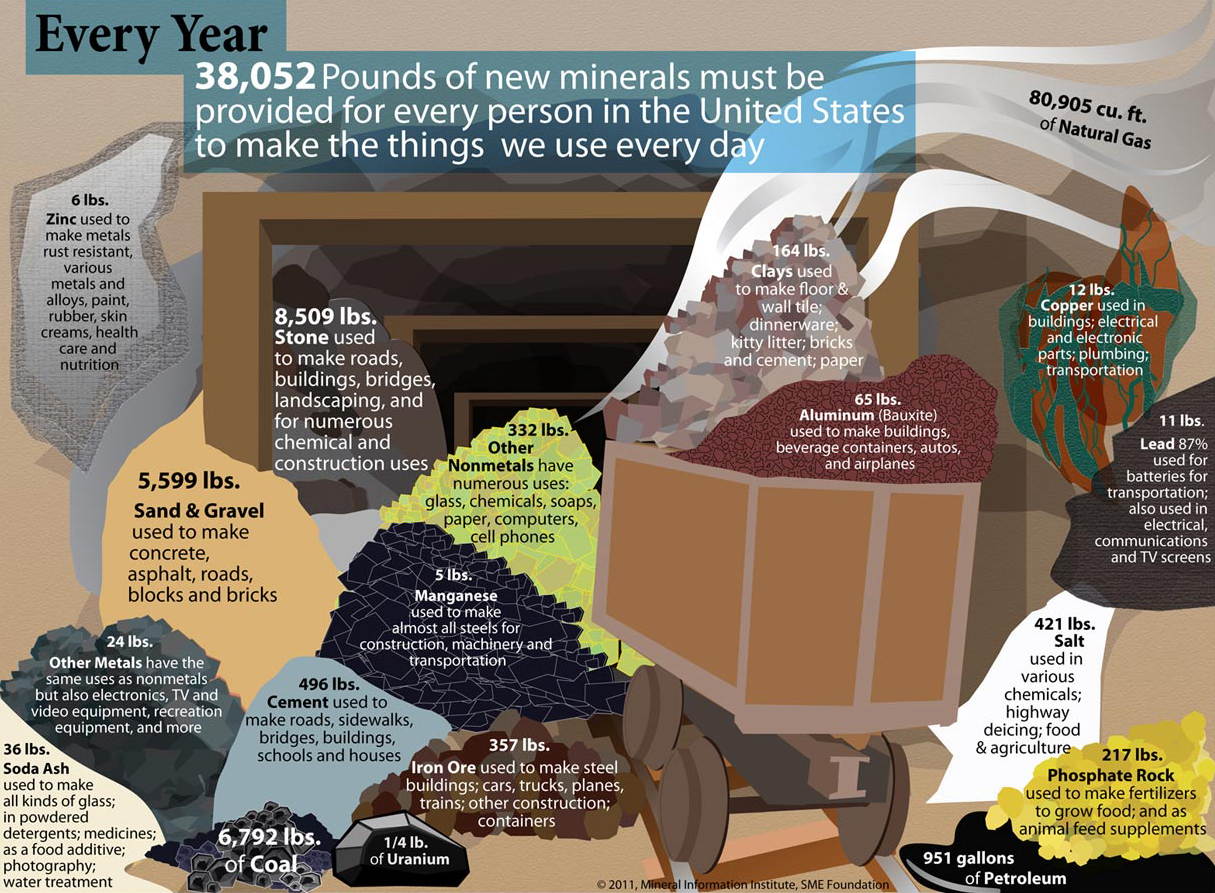 Every Year
38,052 Pounds of new minerals must be
provided for every person in the United States
to make the things we use every day
80,905 cu. ft.
of Natural Gas
6 lbs.
Zinc used to
make metals
rust resistant,
various
metals and
alloys, paint,
rubber, skin
creams, health
care and
nutrition
8,509 lbs.
Stone used
to make roads,
buildings, bridges,
landscaping, and
for numerous
chemical and
construction uses
164 lbs.
Clays used
to make floor &
wall tile;
dinnerware;
kitty litter; bricks
and cement; paper
12 lbs.
Copper used in
buildings; electrical
and electronic
parts; plumbing;
transportation
65 lbs.
Aluminum (Bauxite)
used to make buildings,
beverage containers, autos,
and airplanes
11 lbs.
Lead 87%
used for
batteries for
transportation;
also used in
electrical,
communications
and TV screens
332 lbs.
Other
Nonmetals have
numerous uses:
glass, chemicals, soaps,
paper, computers,
cell phones
5,599 lbs.
Sand & Gravel
used to make
concrete,
asphalt, roads,
blocks and bricks
5 lbs.
Manganese
used to make
almost all steels for
construction, machinery and
transportation
24 lbs.
Other Metals have the
same uses as nonmetals
but also electronics, TV and
video equipment, recreation
equipment, and more
496 lbs.
Cement used to
make roads, sidewalks,
bridges, buildings,
schools and houses
421 lbs.
Salt
used in
various
chemicals;
highway
deicing; food
& agriculture
36 lbs.
Soda Ash
used to make
all kinds of glass;
in powdered
detergents; medicines;
as a food additive;
photography;
water treatment
357 lbs.
Iron Ore used to make steel
buildings; cars, trucks, planes,
trains; other construction;
containers
217 lbs.
Phosphate Rock
used to make fertilizers
to grow food; and as
animal feed supplements
6,792 lbs.
of Coal
1/4 lb.
of Uranium
951 gallons
of Petroleum
© 2011, Mineral Information Institute, SME Foundation